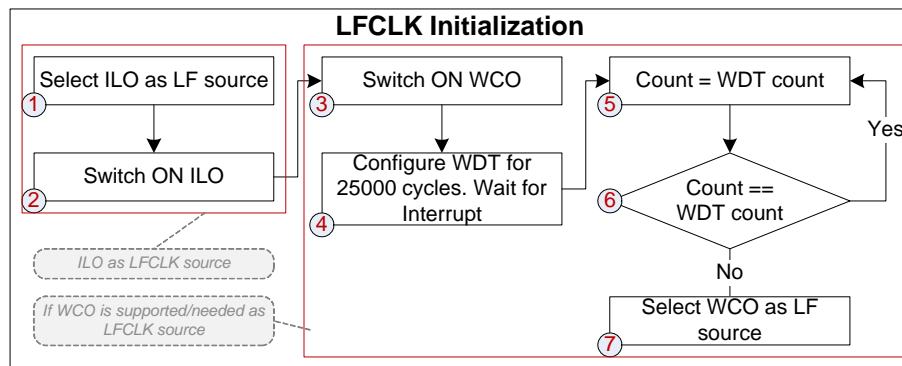 LFCLK Initialization
Select ILO as LF source
1
Switch ON ILO
2
ILO as LFCLK source
If WCO is supported/needed as
LFCLK source
Switch ON WCO
3
Configure WDT for
25000 cycles. Wait for
Interrupt
4
Count = WDT count
5
Yes
Count ==
WDT count
6
No
Select WCO as LF
source
7